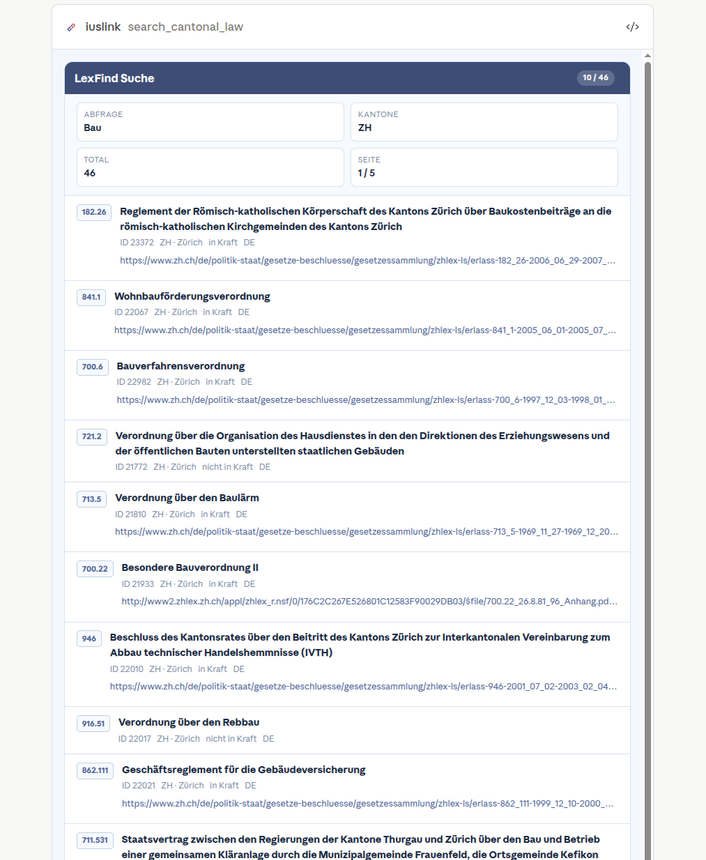 iuslink search_cantonal_law </>
LexFind Suche 10 / 46
ABFRAGE
Bau
KANTONE
ZH
TOTAL
46
SEITE
1 / 5
182.26 Reglement der Römisch-katholischen Körperschaft des Kantons Zürich über Baukostenbeiträge an die
römisch-katholischen Kirchgemeinden des Kantons Zürich
ID 23372 ZH · Zürich in Kraft DE
https://www.zh.ch/de/politik-staat/gesetze-beschluesse/gesetzessammlung/zhlex-ls/erlass-182_26-2006_06_29-2007_...
841.1 Wohnbauförderungsverordnung
ID 22067 ZH · Zürich in Kraft DE
https://www.zh.ch/de/politik-staat/gesetze-beschluesse/gesetzessammlung/zhlex-ls/erlass-841_1-2005_06_01-2005_07_...
700.6 Bauverfahrensverordnung
ID 22982 ZH · Zürich in Kraft DE
https://www.zh.ch/de/politik-staat/gesetze-beschluesse/gesetzessammlung/zhlex-ls/erlass-700_6-1997_12_03-1998_01_...
721.2 Verordnung über die Organisation des Hausdienstes in den den Direktionen des Erziehungswesens und
der öffentlichen Bauten unterstellten staatlichen Gebäuden
ID 21772 ZH · Zürich nicht in Kraft DE
713.5 Verordnung über den Baulärm
ID 21810 ZH · Zürich in Kraft DE
https://www.zh.ch/de/politik-staat/gesetze-beschluesse/gesetzessammlung/zhlex-ls/erlass-713_5-1969_11_27-1969_12_20...
700.22 Besondere Bauverordnung II
ID 21933 ZH · Zürich in Kraft DE
http://www2.zhlex.zh.ch/appl/zhlex_r.nsf/0/176C2C267E526801C12583F90029DB03/$file/700.22_26.8.81_96_Anhang.pd...
946 Beschluss des Kantonsrates über den Beitritt des Kantons Zürich zur Interkantonalen Vereinbarung zum
Abbau technischer Handelshemmnisse (IVTH)
ID 22010 ZH · Zürich in Kraft DE
https://www.zh.ch/de/politik-staat/gesetze-beschluesse/gesetzessammlung/zhlex-ls/erlass-946-2001_07_02-2003_02_04...
916.51 Verordnung über den Rebbau
ID 22017 ZH · Zürich nicht in Kraft DE
862.111 Geschäftsreglement für die Gebäudeversicherung
ID 22021 ZH · Zürich in Kraft DE
https://www.zh.ch/de/politik-staat/gesetze-beschluesse/gesetzessammlung/zhlex-ls/erlass-862_111-1999_12_10-2000_...
711.531 Staatsvertrag zwischen den Regierungen der Kantone Thurgau und Zürich über den Bau und Betrieb
einer gemeinsamen Kläranlage durch die Munizipalgemeinde Frauenfeld, die Ortsgemeinde Kefikon